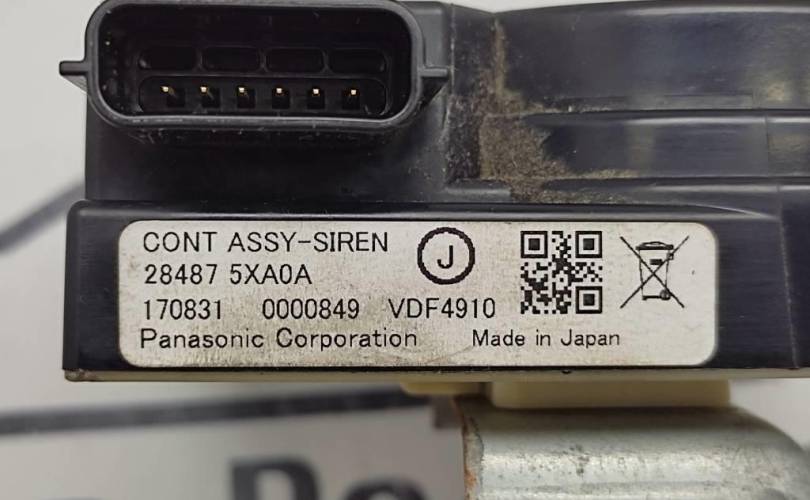 CONT ASSY-SIREN
28487 5XA0A
J
170831 0000849 VDF4910
Panasonic Corporation Made in Japan